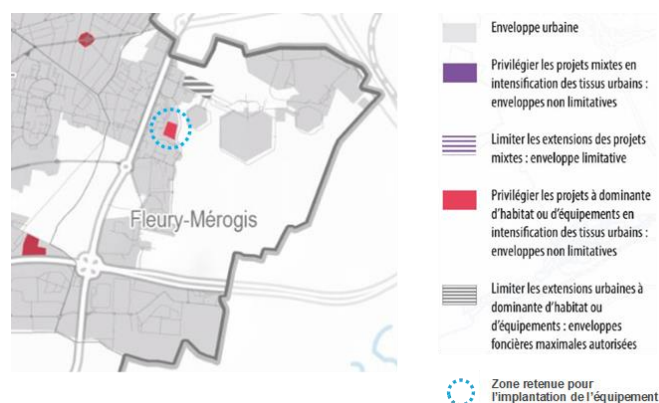 Fleury-Mérogis
Enveloppe urbaine
Privilégier les projets mixtes en
intensification des tissus urbains :
enveloppes non limitatives
Limiter les extensions des projets
mixtes : enveloppe limitative
Privilégier les projets à dominante
d'habitat ou d'équipements en
intensification des tissus urbains :
enveloppes non limitatives
Limiter les extensions urbaines à
dominante d'habitat ou
d'équipements : enveloppes
foncières maximales autorisées
Zone retenue pour
l'implantation de l'équipement